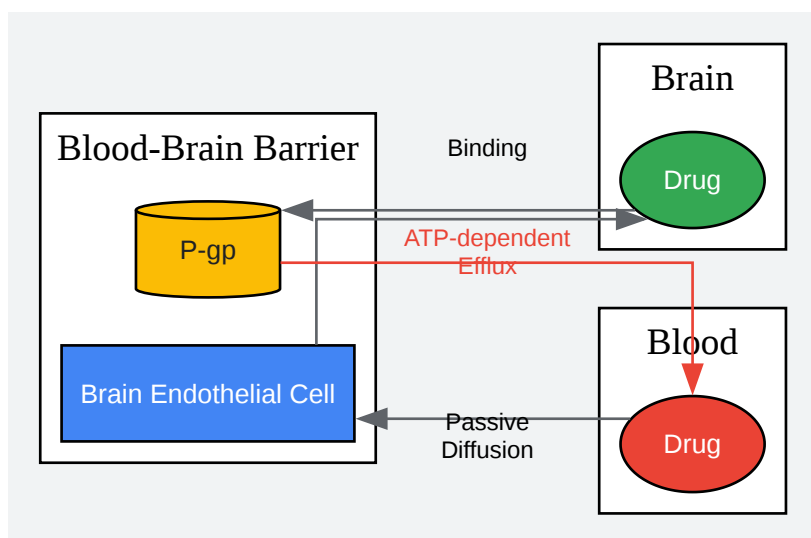 Brain
Blood-Brain Barrier
Binding
Drug
P-gp
ATP-dependent
Efflux
Blood
Brain Endothelial Cell
Passive
Diffusion
Drug